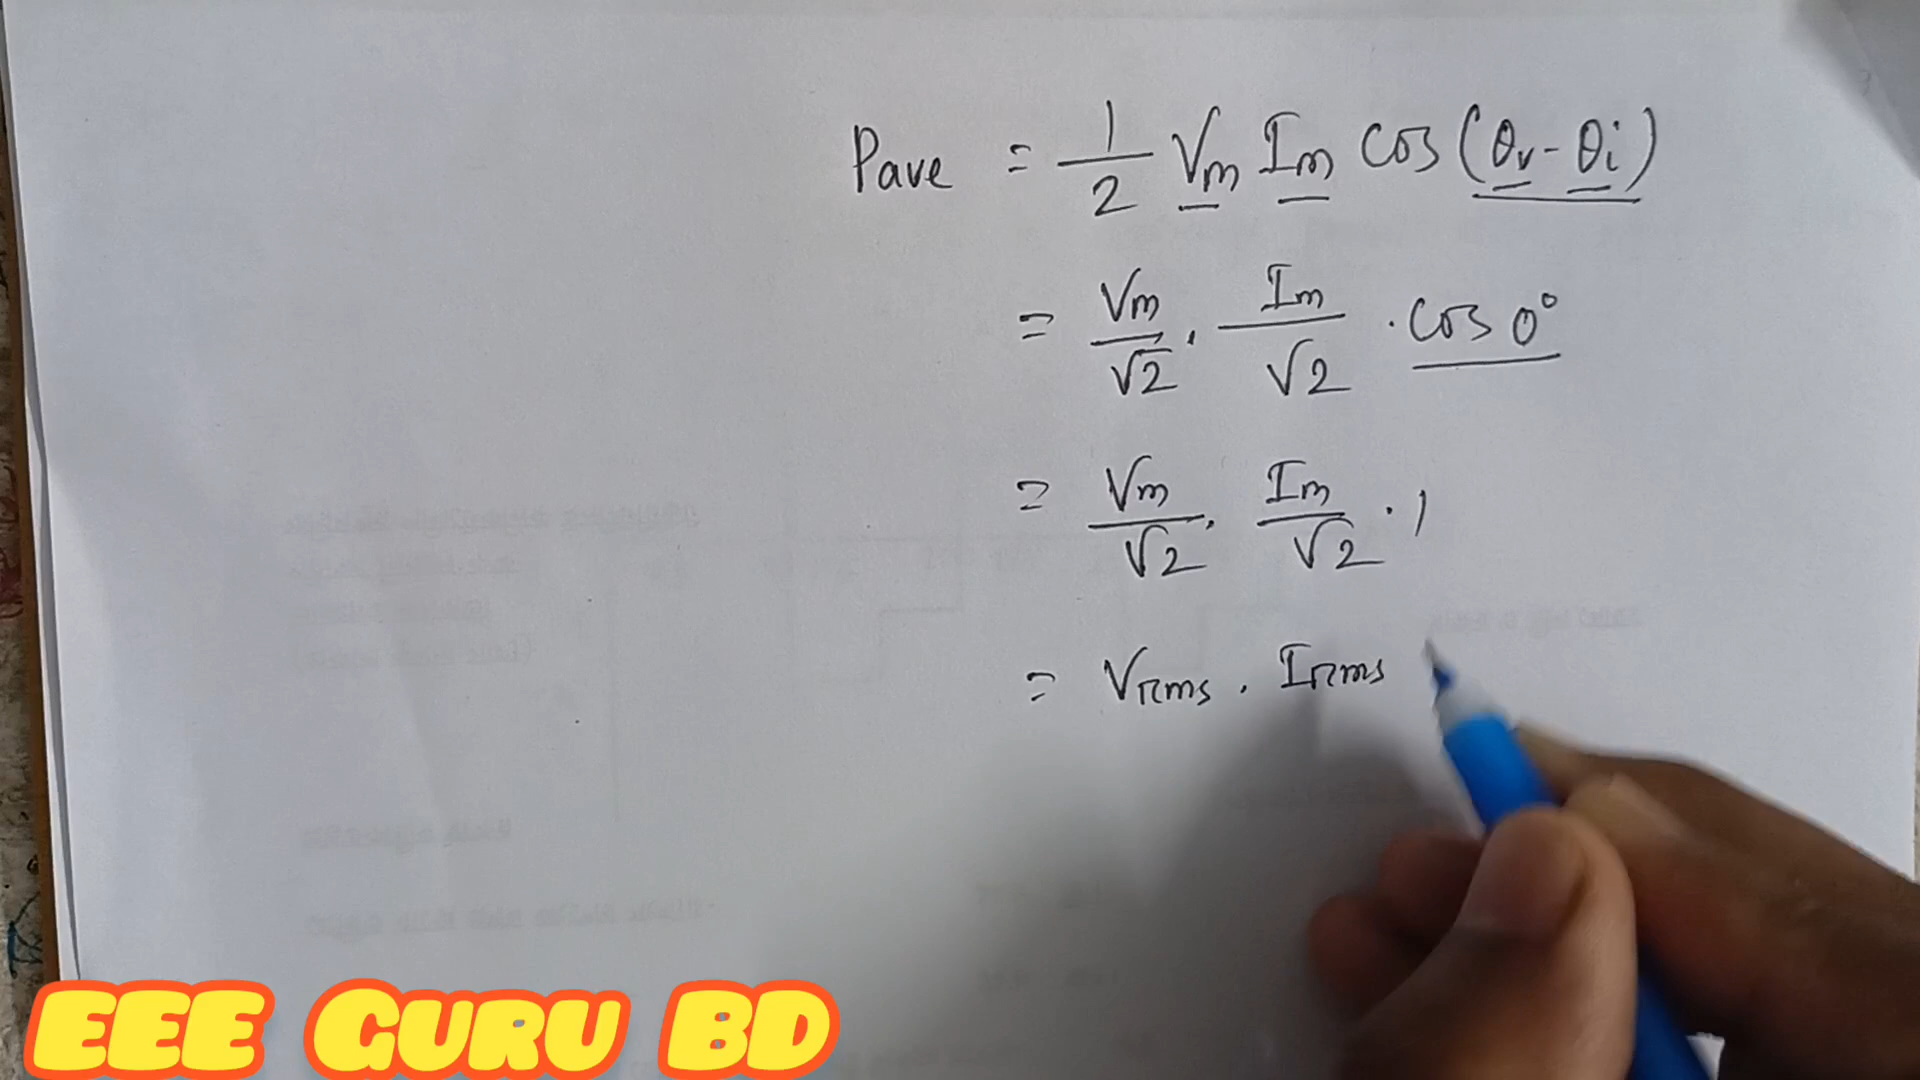 Pave = 1/2 Vm Im cos (θv - θi)
= Vm/√2 . Im/√2 . cos 0°
= Vm/√2 . Im/√2 . 1
= Vrms . Irms
EEE GURU BD